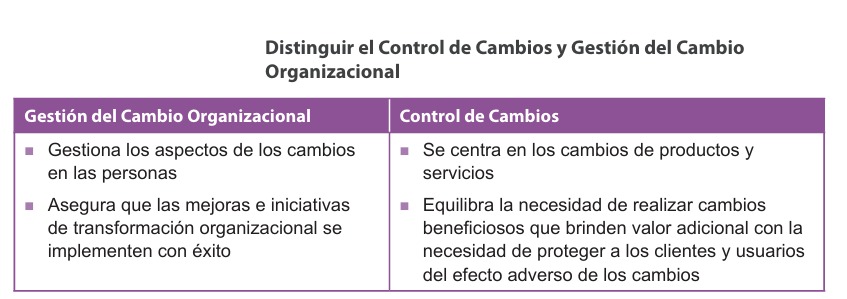 Distinguir el Control de Cambios y Gestión del Cambio
Organizacional
Gestión del Cambio Organizacional
Gestiona los aspectos de los cambios
en las personas
Asegura que las mejoras e iniciativas
de transformación organizacional se
implementen con éxito
Control de Cambios
Se centra en los cambios de productos y
servicios
Equilibra la necesidad de realizar cambios
beneficiosos que brinden valor adicional con la
necesidad de proteger a los clientes y usuarios
del efecto adverso de los cambios